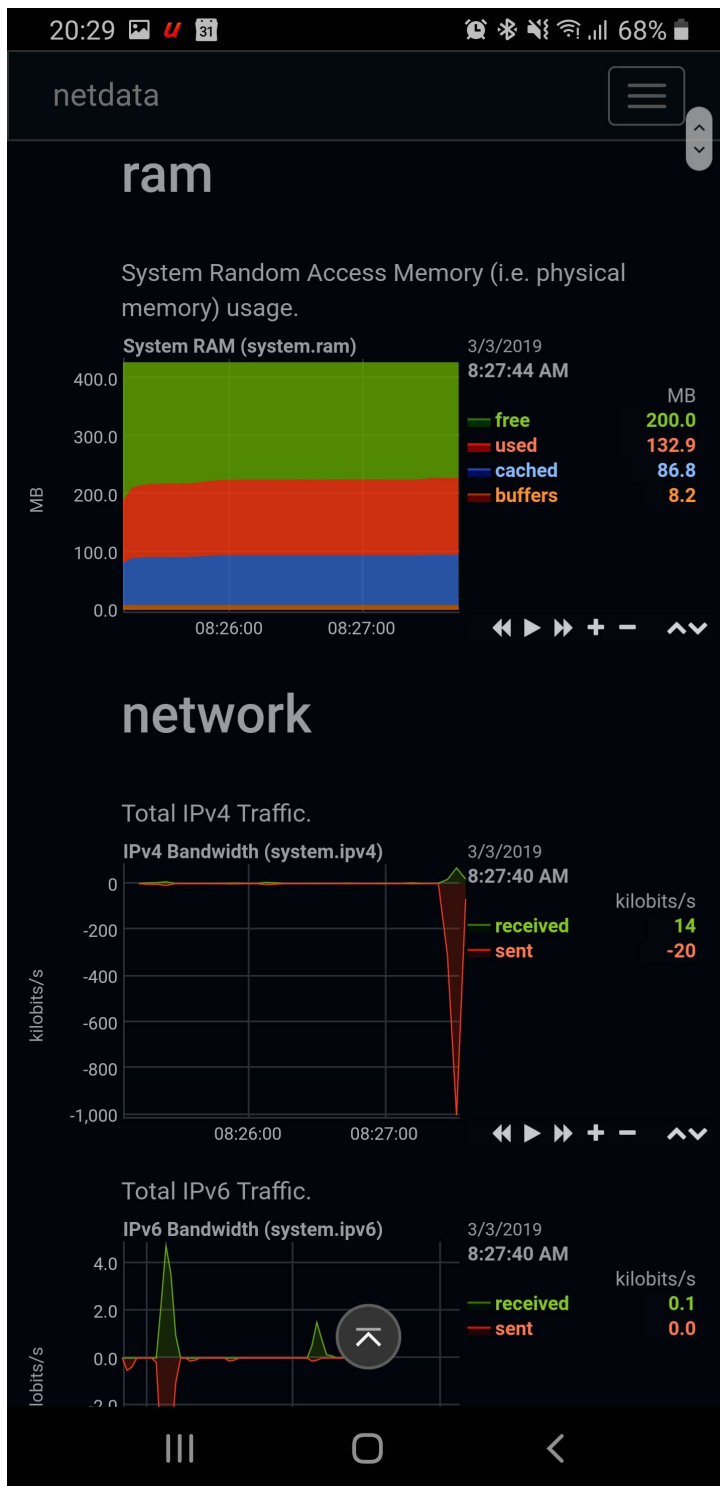 20:29 31 68%
netdata
ram
System Random Access Memory (i.e. physical
memory) usage.
System RAM (system.ram)
3/3/2019
8:27:44 AM
MB
free 200.0
used 132.9
cached 86.8
buffers 8.2
MB
400.0
300.0
200.0
100.0
0.0
08:26:00 08:27:00
network
Total IPv4 Traffic.
IPv4 Bandwidth (system.ipv4)
3/3/2019
8:27:40 AM
kilobits/s
received 14
sent -20
kilobits/s
0
-200
-400
-600
-800
-1,000
08:26:00 08:27:00
Total IPv6 Traffic.
IPv6 Bandwidth (system.ipv6)
3/3/2019
8:27:40 AM
kilobits/s
received 0.1
sent 0.0
lobits/s
4.0
2.0
0.0
-2.0